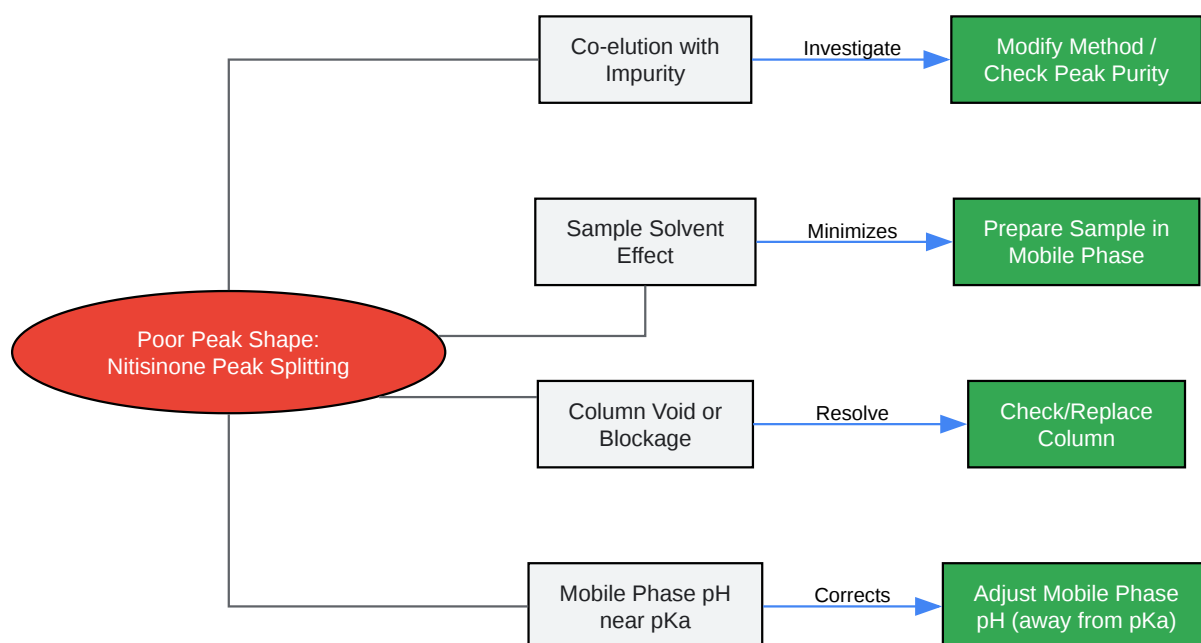 Co-elution with
Impurity
Investigate
Modify Method /
Check Peak Purity
Sample Solvent
Effect
Minimizes
Prepare Sample in
Mobile Phase
Poor Peak Shape:
Nitisinone Peak Splitting
Column Void or
Blockage
Resolve
Check/Replace
Column
Mobile Phase pH
near pKa
Corrects
Adjust Mobile Phase
pH (away from pKa)